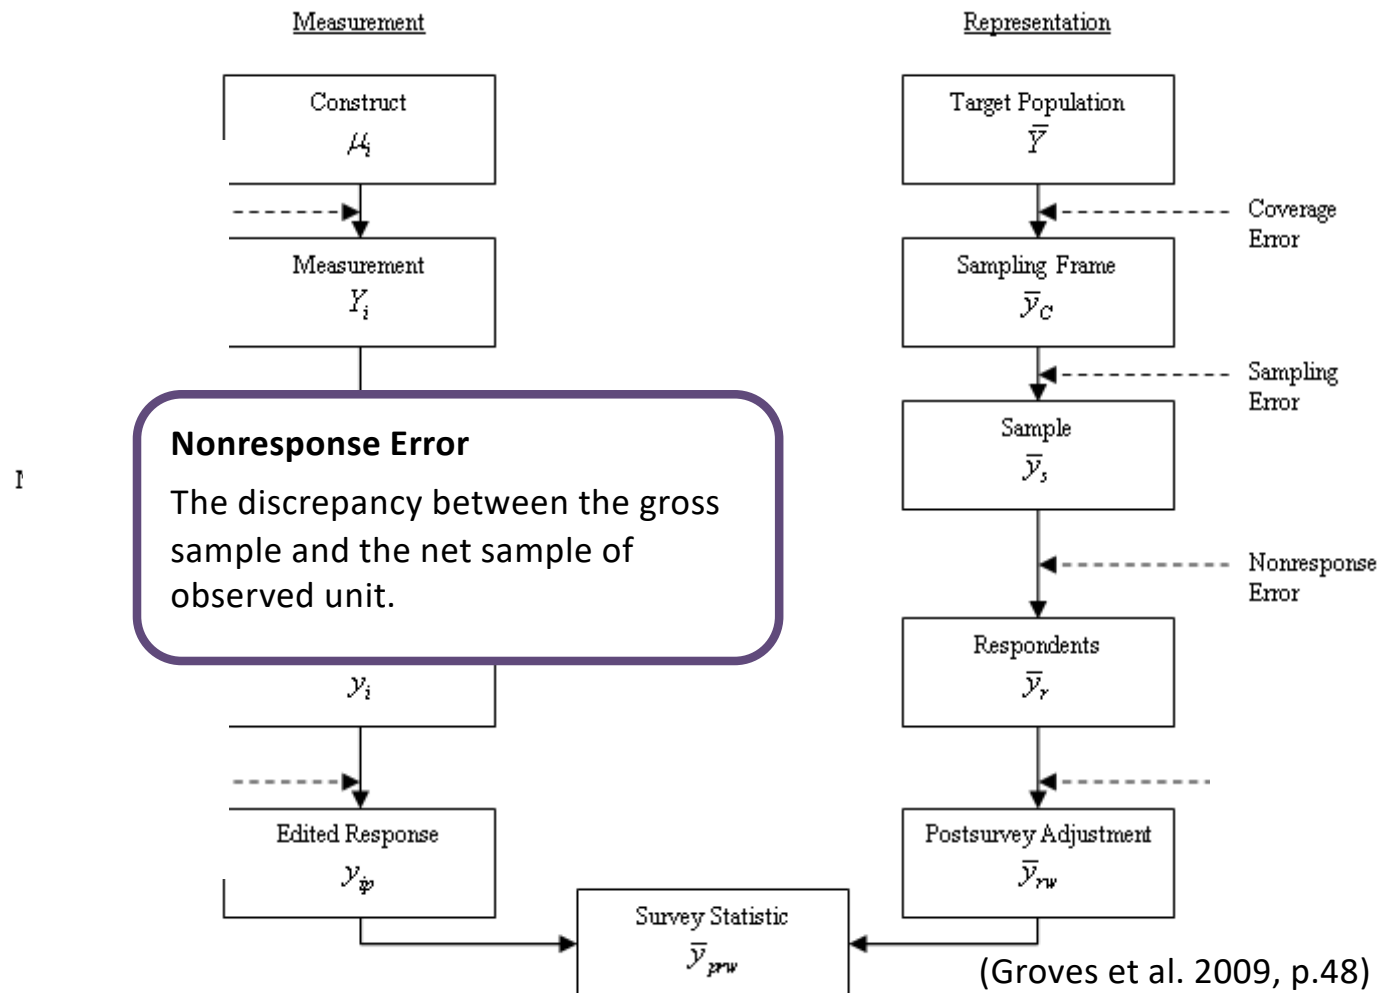 Measurement
Construct
μi
Measurement
Yi
Nonresponse Error
The discrepancy between the gross
sample and the net sample of
observed unit.
yi
Edited Response
yip
Representation
Target Population
Ȳ
Coverage
Error
Sampling Frame
ȳC
Sampling
Error
Sample
ȳs
Nonresponse
Error
Respondents
ȳr
Postsurvey Adjustment
ȳrw
Survey Statistic
ȳprw
(Groves et al. 2009, p.48)